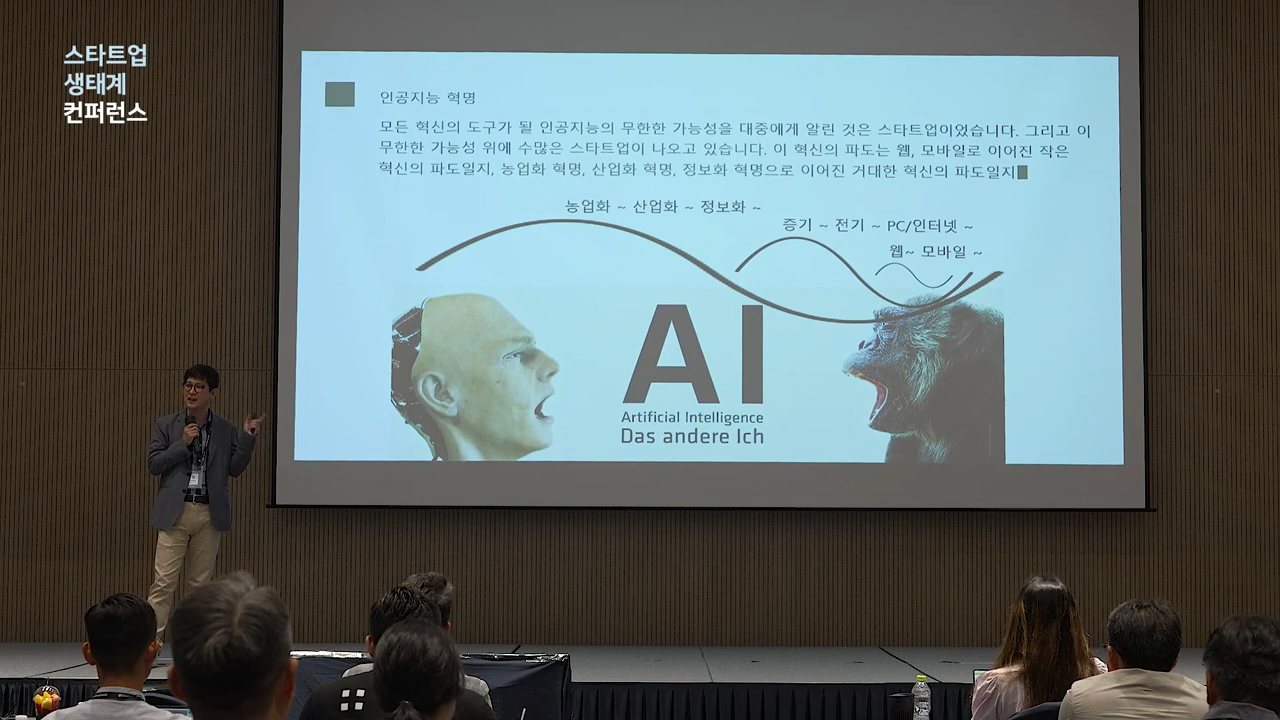 스타트업
생태계
컨퍼런스
인공지능 혁명
모든 혁신의 도구가 될 인공지능의 무한한 가능성을 대중에게 알린 것은 스타트업이었습니다. 그리고 이
무한한 가능성 위에 수많은 스타트업이 나오고 있습니다. 이 혁신의 파도는 웹, 모바일로 이어진 작은
혁신의 파도일지, 농업화 혁명, 산업화 혁명, 정보화 혁명으로 이어진 거대한 혁신의 파도일지
농업화 ~ 산업화 ~ 정보화 ~
증기 ~ 전기 ~ PC/인터넷 ~
웹~ 모바일 ~
AI
Artificial Intelligence
Das andere Ich